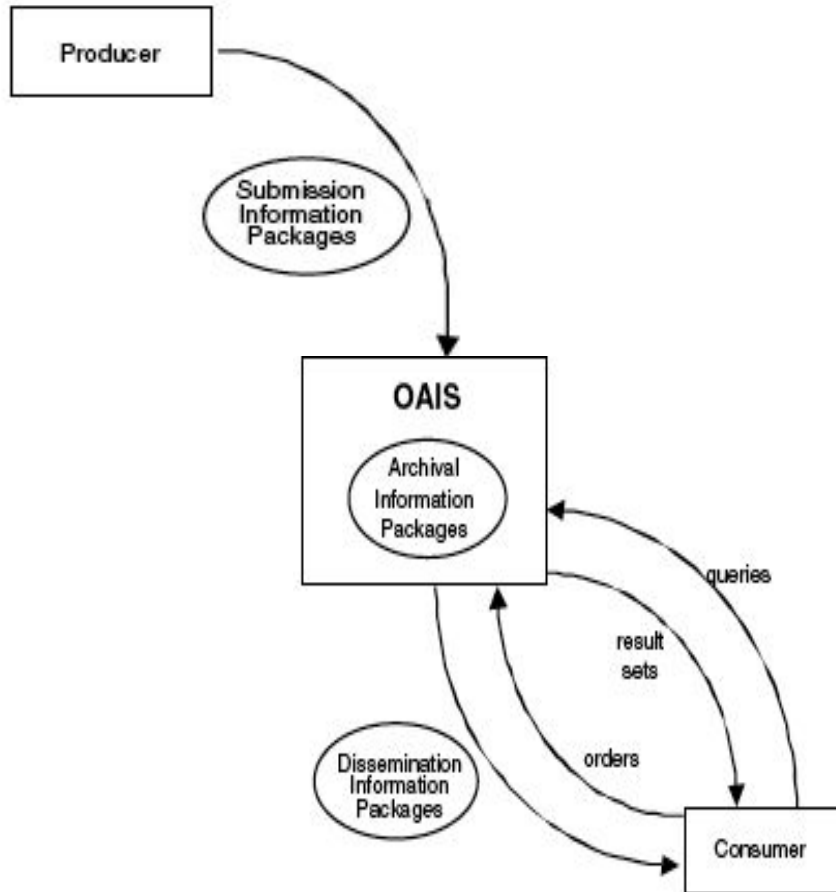 Producer
Submission
Information
Packages
OAIS
Archival
Information
Packages
queries
result
sets
orders
Dissemination
Information
Packages
Consumer